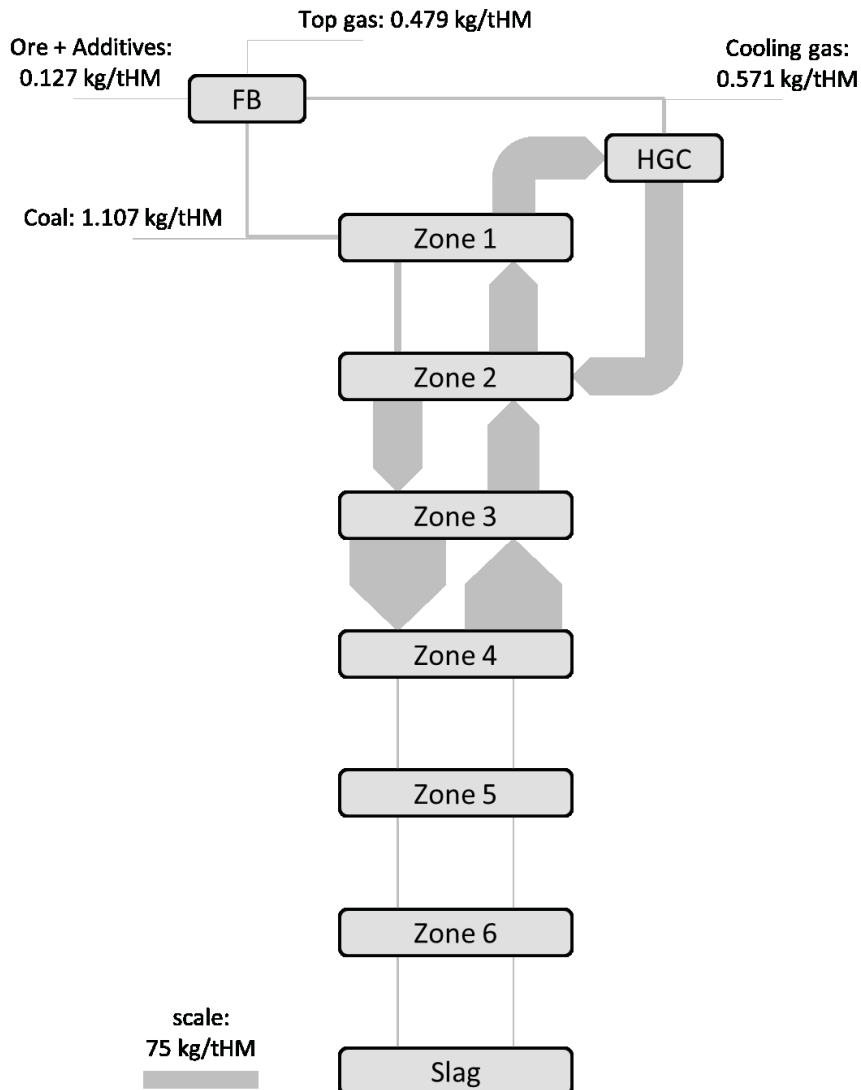 Top gas: 0.479 kg/tHM
Ore + Additives:
0.127 kg/tHM
Cooling gas:
0.571 kg/tHM
FB
HGC
Coal: 1.107 kg/tHM
Zone 1
Zone 2
Zone 3
Zone 4
Zone 5
Zone 6
scale:
75 kg/tHM
Slag